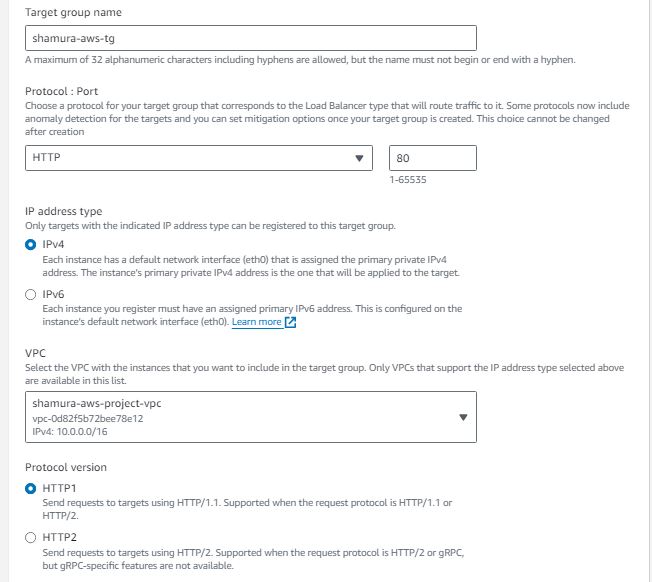 Target group name
shamura-aws-tg
A maximum of 32 alphanumeric characters including hyphens are allowed, but the name must not begin or end with a hyphen.
Protocol : Port
Choose a protocol for your target group that corresponds to the Load Balancer type that will route traffic to it. Some protocols now include
anomaly detection for the targets and you can set mitigation options once your target group is created. This choice cannot be changed
after creation
HTTP
80
1-65535
IP address type
Only targets with the indicated IP address type can be registered to this target group.
IPv4
Each instance has a default network interface (eth0) that is assigned the primary private IPv4
address. The instance's primary private IPv4 address is the one that will be applied to the target.
IPv6
Each instance you register must have an assigned primary IPv6 address. This is configured on the
instance's default network interface (eth0). Learn more
VPC
Select the VPC with the instances that you want to include in the target group. Only VPCs that support the IP address type selected above
are available in this list.
shamura-aws-project-vpc
vpc-0d82f5b72bee78e12
IPv4: 10.0.0.0/16
Protocol version
HTTP1
Send requests to targets using HTTP/1.1. Supported when the request protocol is HTTP/1.1 or
HTTP/2.
HTTP2
Send requests to targets using HTTP/2. Supported when the request protocol is HTTP/2 or gRPC,
but gRPC-specific features are not available.